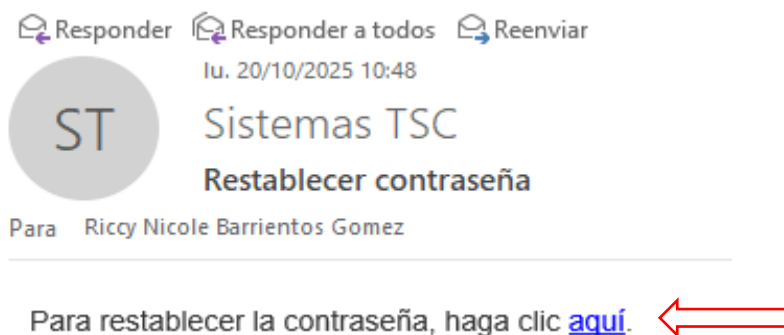 Responder Responder a todos Reenviar
lu. 20/10/2025 10:48
ST
Sistemas TSC
Restablecer contraseña
Para Riccy Nicole Barrientos Gomez
Para restablecer la contraseña, haga clic aquí.